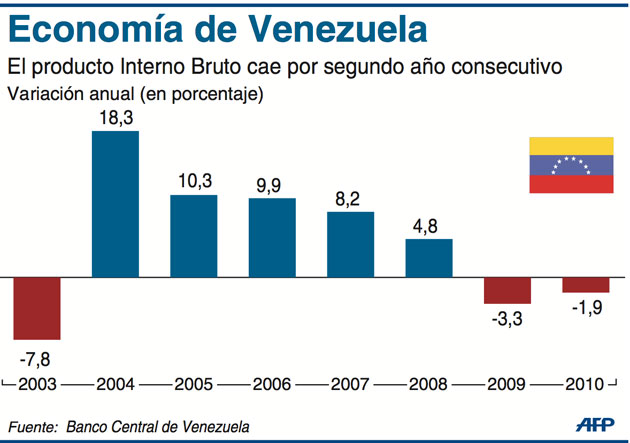 Economía de Venezuela
El producto Interno Bruto cae por segundo año consecutivo
Variación anual (en porcentaje)
18,3
10,3
9,9
8,2
4,8
-7,8
-3,3
-1,9
2003 2004 2005 2006 2007 2008 2009 2010
Fuente: Banco Central de Venezuela
AFP